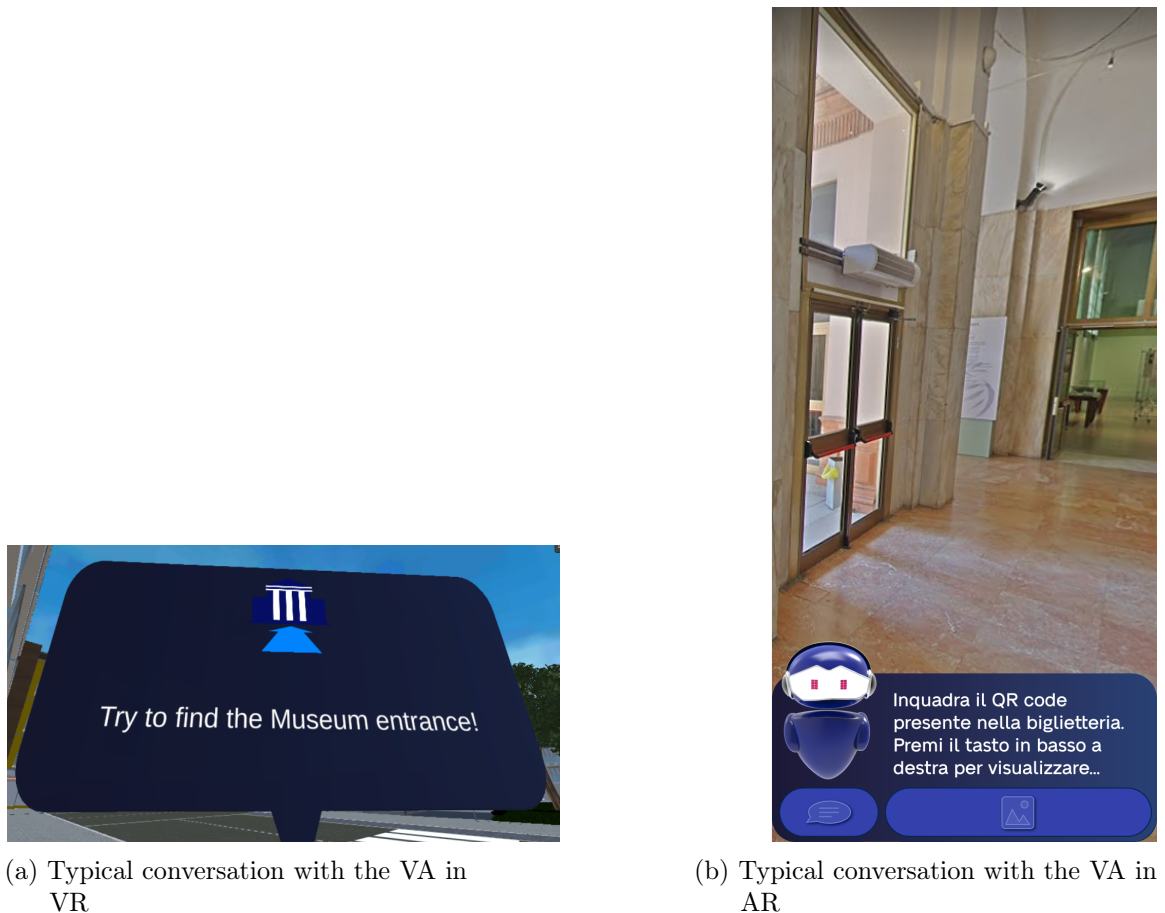 Try to find the Museum entrance!
Inquadra il QR code
presente nella biglietteria.
Premi il tasto in basso a
destra per visualizzare...
(a) Typical conversation with the VA in
VR
(b) Typical conversation with the VA in
AR